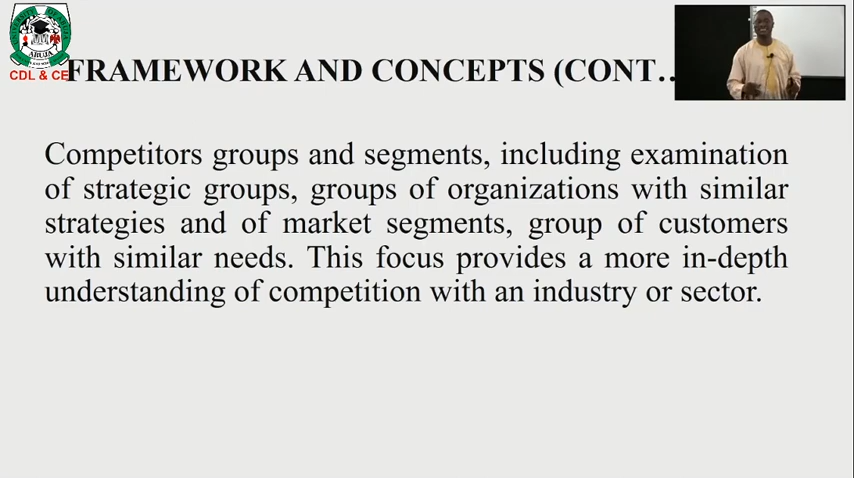 ABUJA
CDL & CE
FRAMEWORK AND CONCEPTS (CONT…
Competitors groups and segments, including examination
of strategic groups, groups of organizations with similar
strategies and of market segments, group of customers
with similar needs. This focus provides a more in-depth
understanding of competition with an industry or sector.